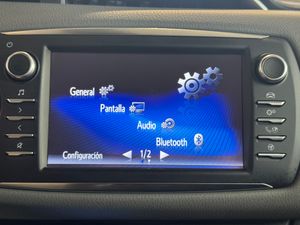 General
Pantalla
Audio
Bluetooth
Configuración 1/2